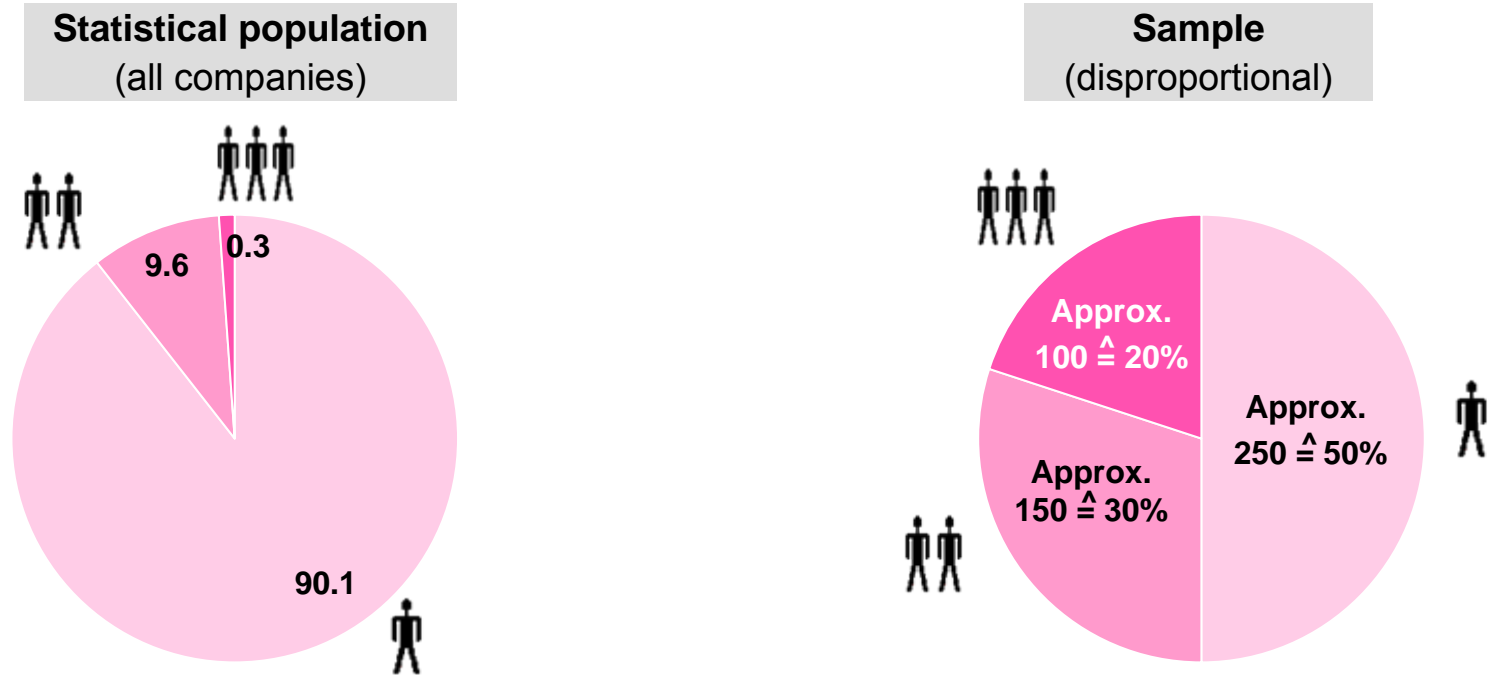 Statistical population
(all companies)
Sample
(disproportional)
9.6
0.3
90.1
Approx.
100 ≙ 20%
Approx.
250 ≙ 50%
Approx.
150 ≙ 30%